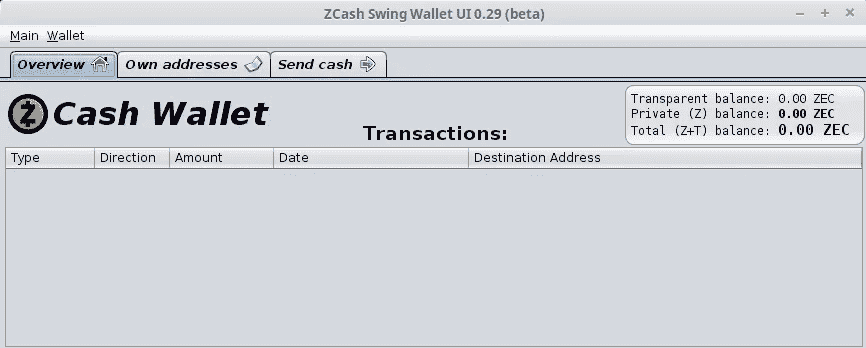 ZCash Swing Wallet UI 0.29 (beta)
Main Wallet
Overview Own addresses Send cash
Cash Wallet
Transactions:
Transparent balance: 0.00 ZEC
Private (Z) balance: 0.00 ZEC
Total (Z+T) balance: 0.00 ZEC
Type Direction Amount Date Destination Address